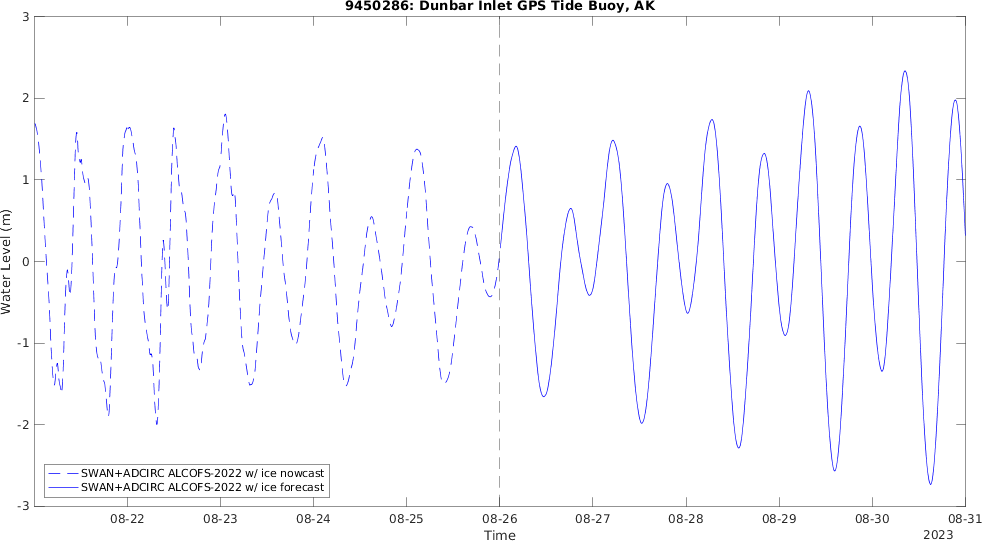 9450286: Dunbar Inlet GPS Tide Buoy, AK
3
2
1
0
-1
-2
-3
Water Level (m)
SWAN+ADCIRC ALCOFS-2022 w/ ice nowcast
SWAN+ADCIRC ALCOFS-2022 w/ ice forecast
08-22 08-23 08-24 08-25 08-26 08-27 08-28 08-29 08-30 08-31
Time
2023